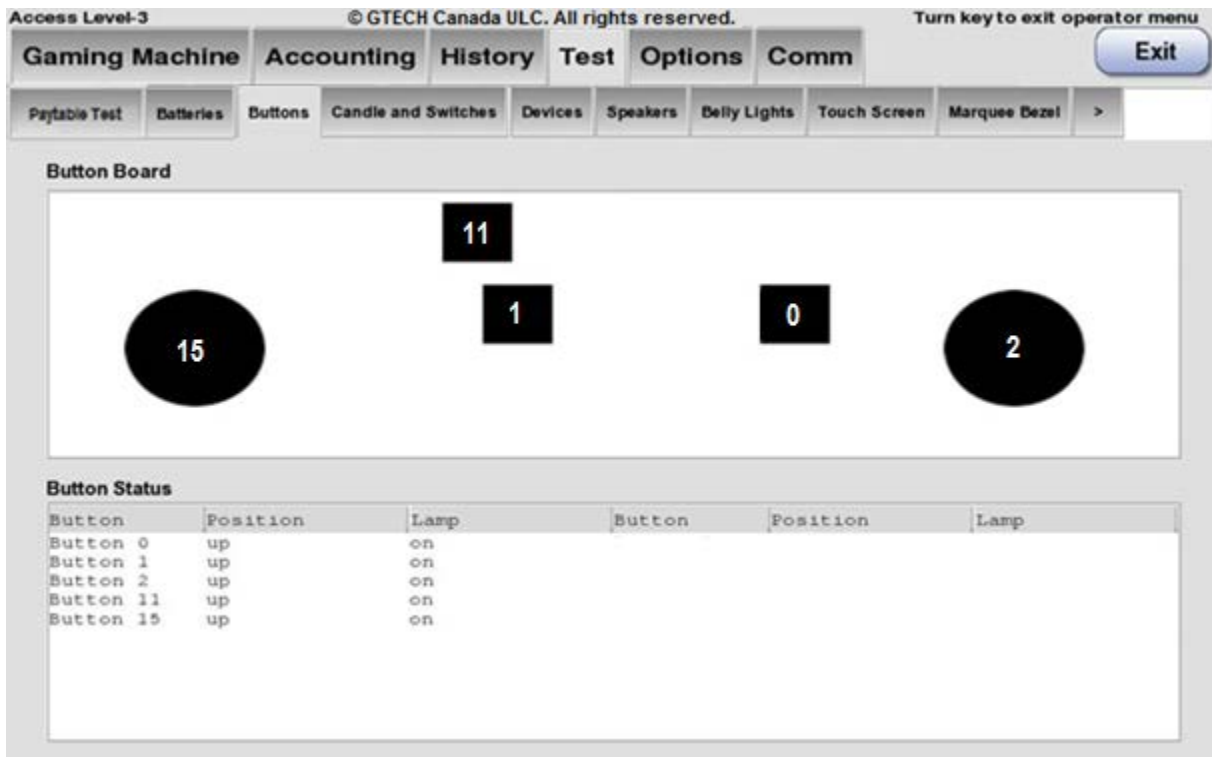 Access Level-3 © GTECH Canada ULC. All rights reserved. Turn key to exit operator menu
Gaming Machine Accounting History Test Options Comm Exit
Paytable Test Batteries Buttons Candle and Switches Devices Speakers Belly Lights Touch Screen Marquee Bezel >
Button Board
11
1 0
15 2
Button Status
Button Position Lamp Button Position Lamp
Button 0 up on
Button 1 up on
Button 2 up on
Button 11 up on
Button 15 up on